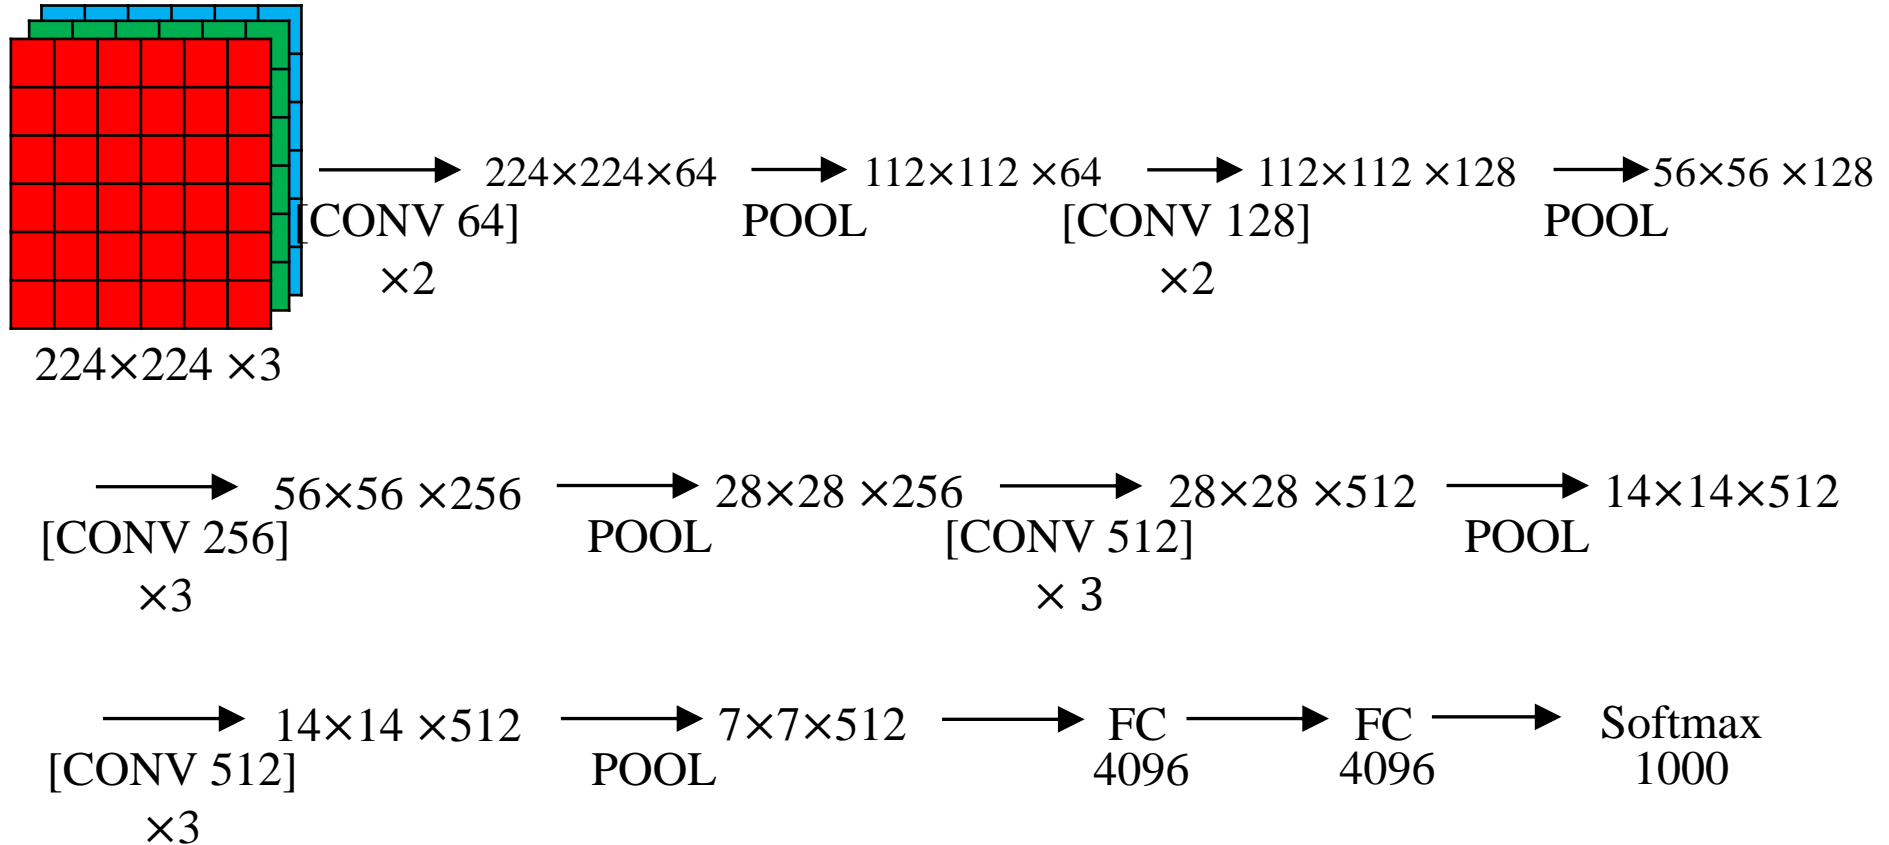 224×224×64 112×112 ×64 112×112 ×128 56×56 ×128
[CONV 64] POOL [CONV 128] POOL
×2 ×2
224×224 ×3
56×56 ×256 28×28 ×256 28×28 ×512 14×14×512
[CONV 256] POOL [CONV 512] POOL
×3 × 3
14×14 ×512 7×7×512 FC FC Softmax
[CONV 512] POOL 4096 4096 1000
×3